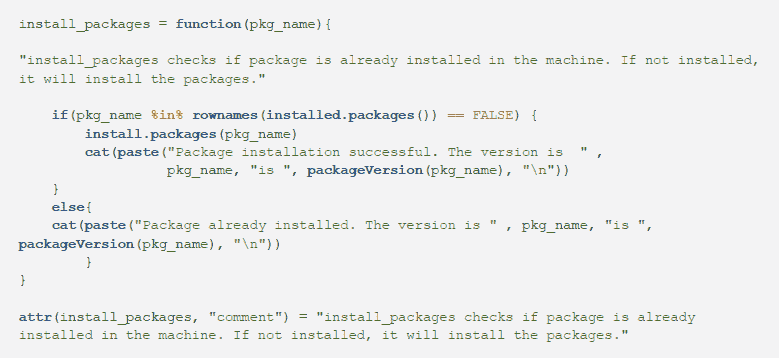 install_packages = function(pkg_name){
"install_packages checks if package is already installed in the machine. If not installed,
it will install the packages."
if(pkg_name %in% rownames(installed.packages()) == FALSE) {
install.packages(pkg_name)
cat(paste("Package installation successful. The version is  " ,
pkg_name, "is ", packageVersion(pkg_name), "\n"))
}
else{
cat(paste("Package already installed. The version is " , pkg_name, "is ",
packageVersion(pkg_name), "\n"))
}
}
attr(install_packages, "comment") = "install_packages checks if package is already
installed in the machine. If not installed, it will install the packages."